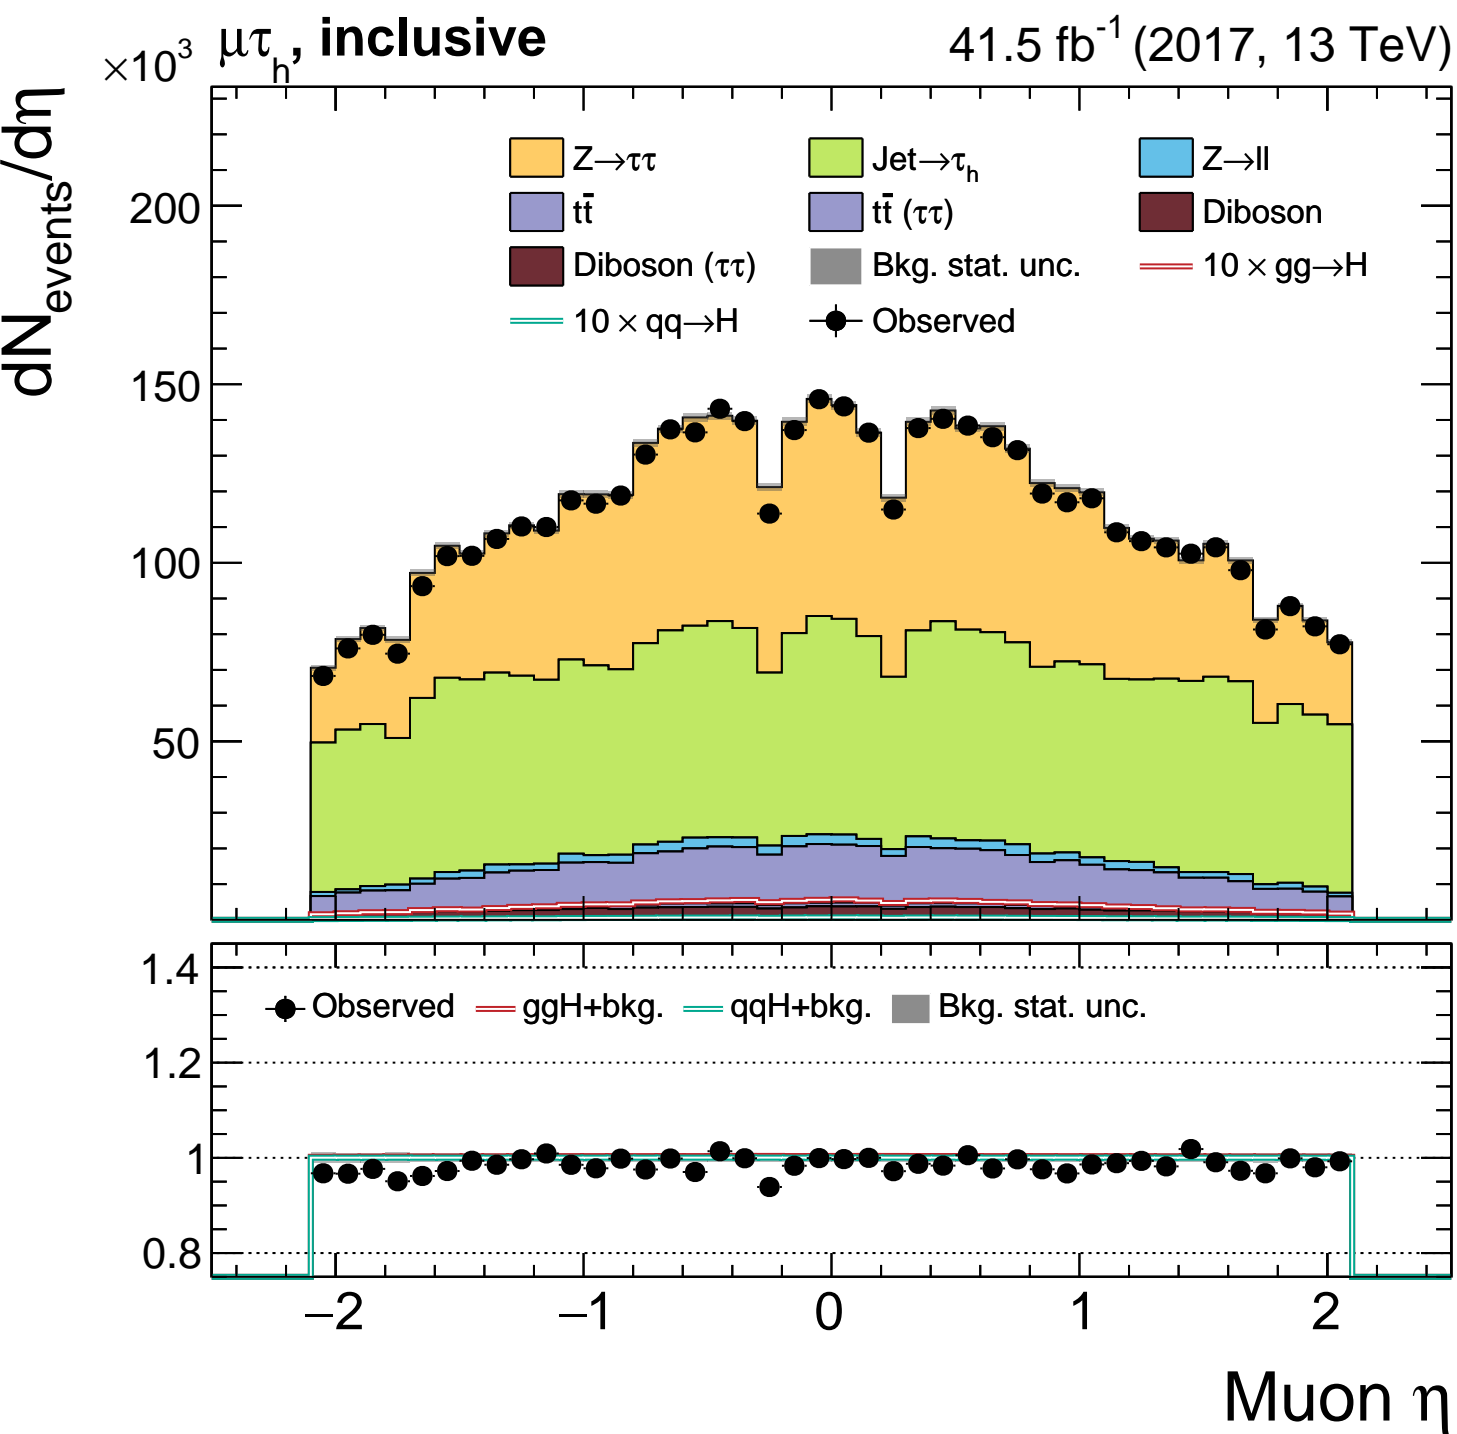 ×10³ μτₕ, inclusive 41.5 fb⁻¹ (2017, 13 TeV)
dN_events/dη
Z→ττ Jet→τₕ Z→ll
tt̄ tt̄ (ττ) Diboson
Diboson (ττ) Bkg. stat. unc. 10 × gg→H
10 × qq→H Observed
200
150
100
50
1.4
Observed ggH+bkg. qqH+bkg. Bkg. stat. unc.
1.2
1
0.8
−2 −1 0 1 2
Muon η